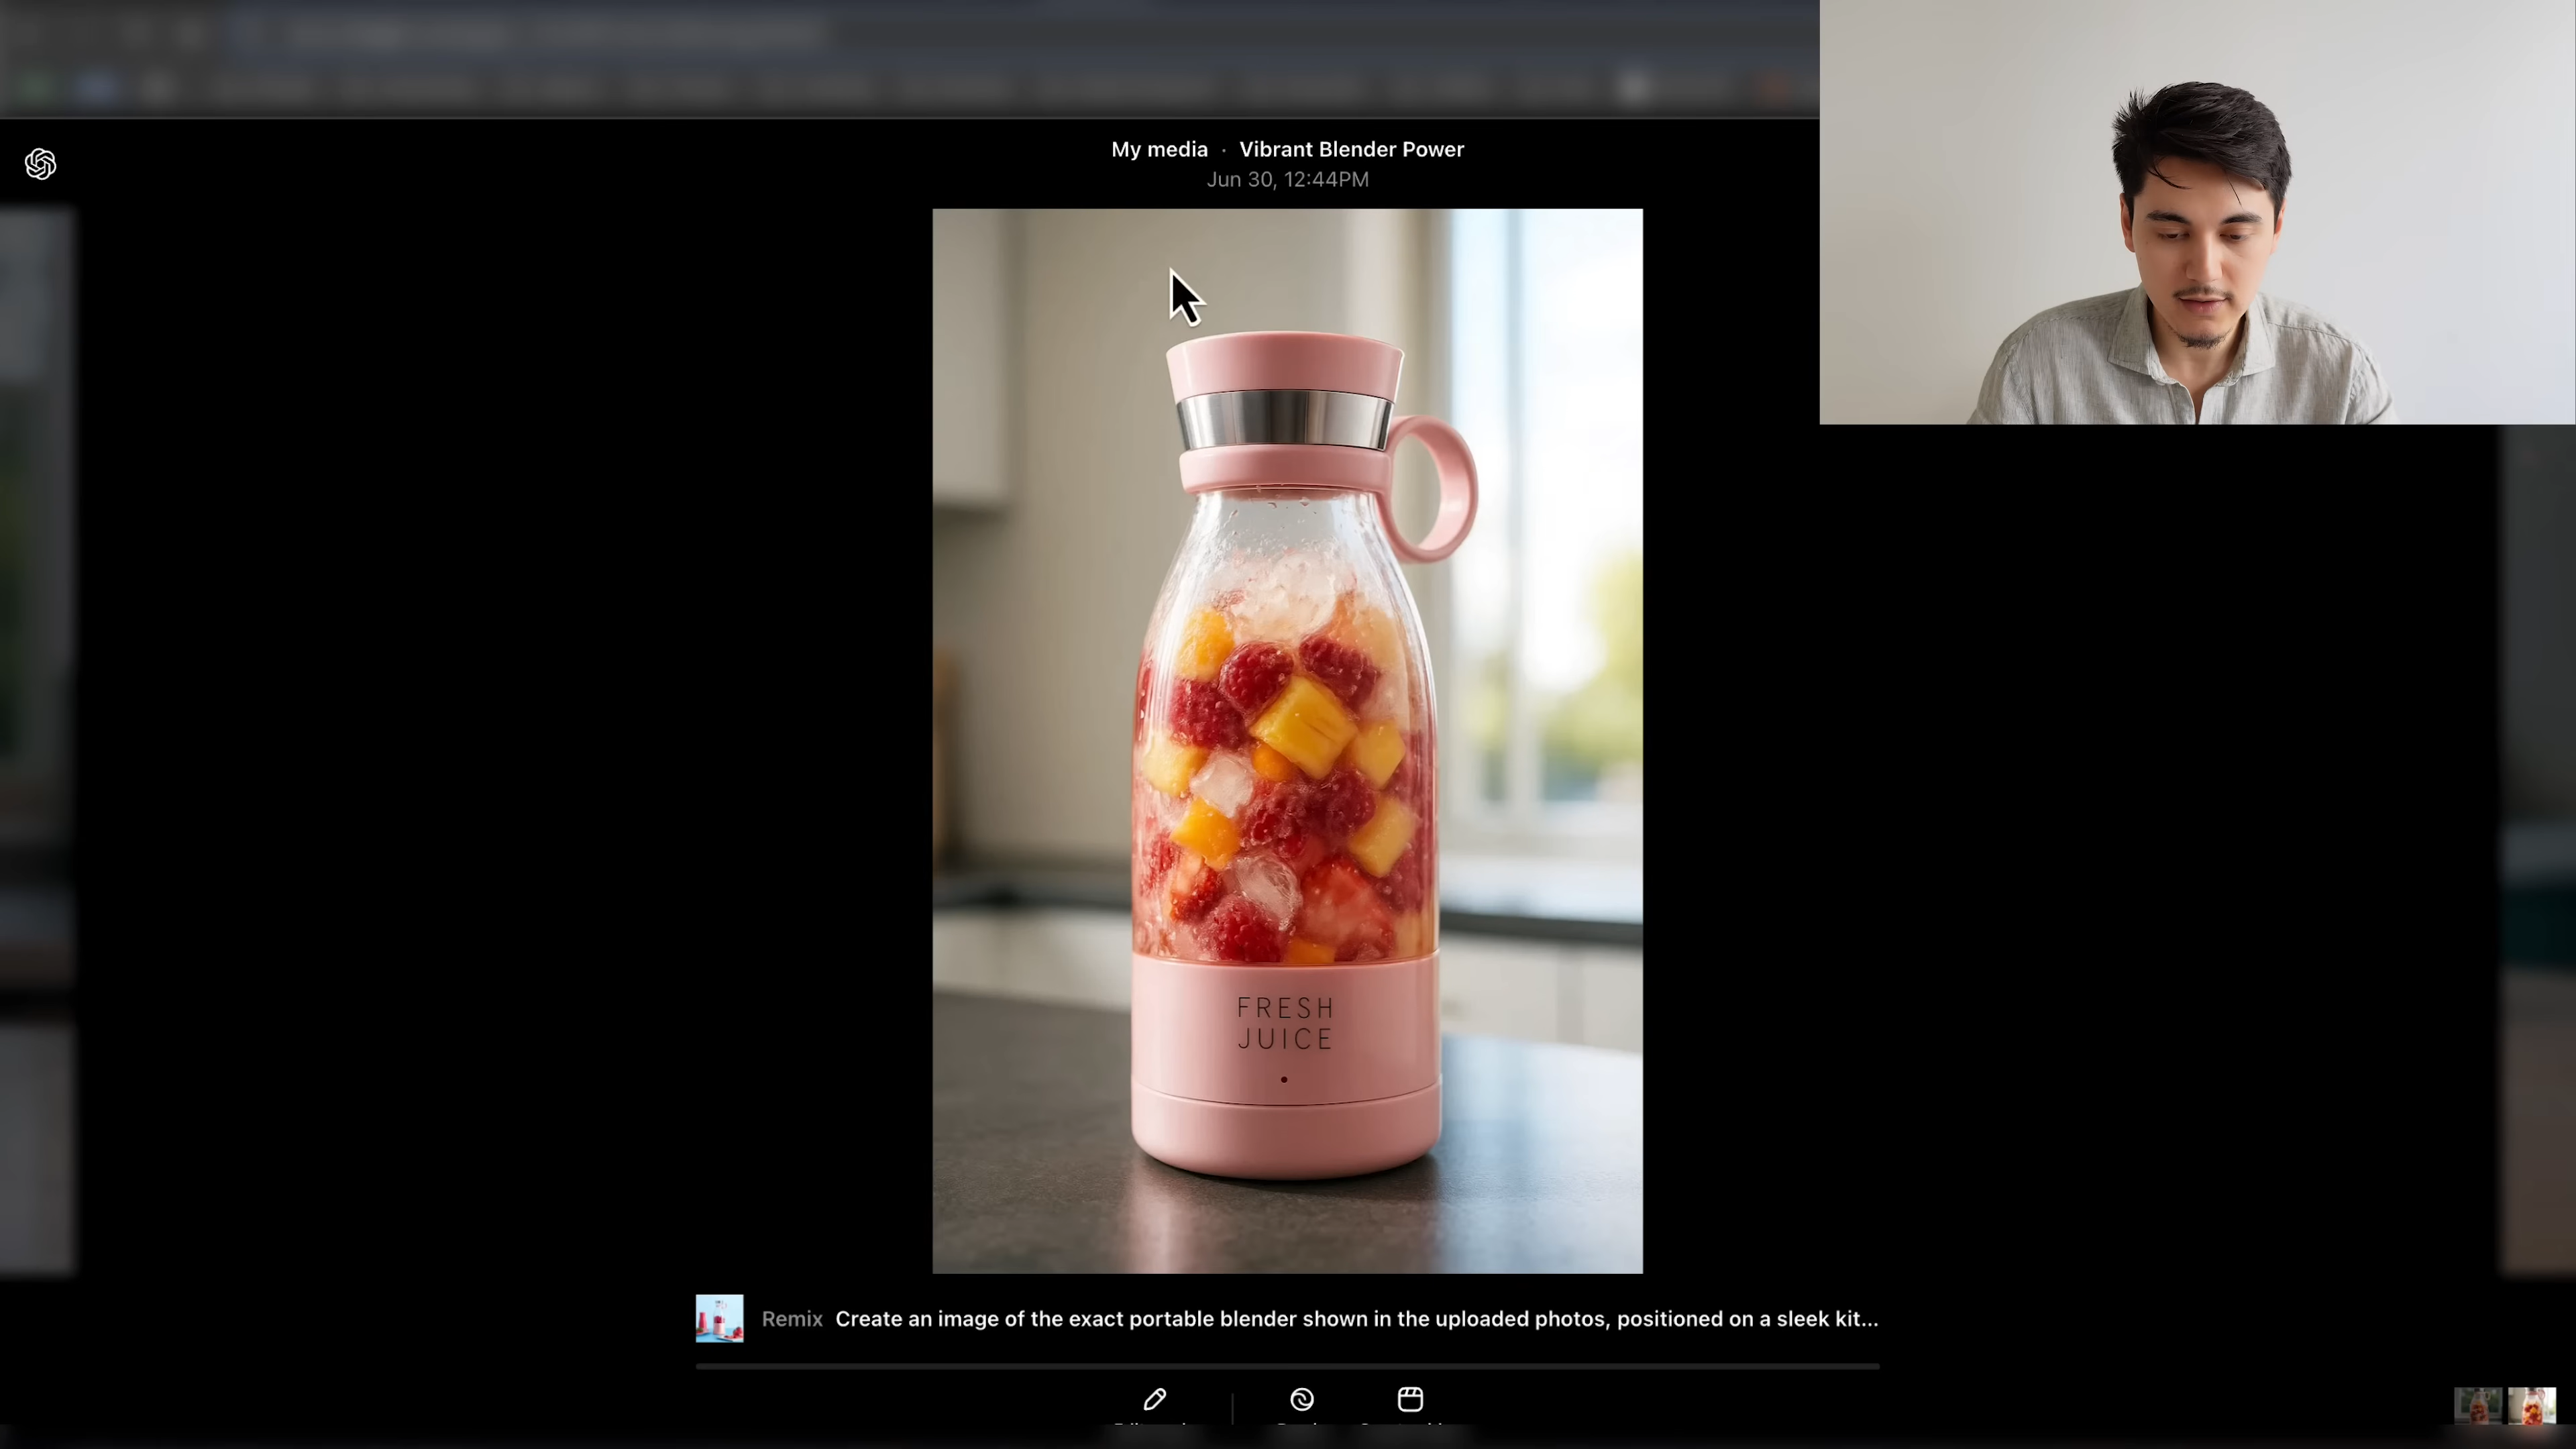 My media · Vibrant Blender Power
Jun 30, 12:44PM
FRESH
JUICE
Remix Create an image of the exact portable blender shown in the uploaded photos, positioned on a sleek kit...